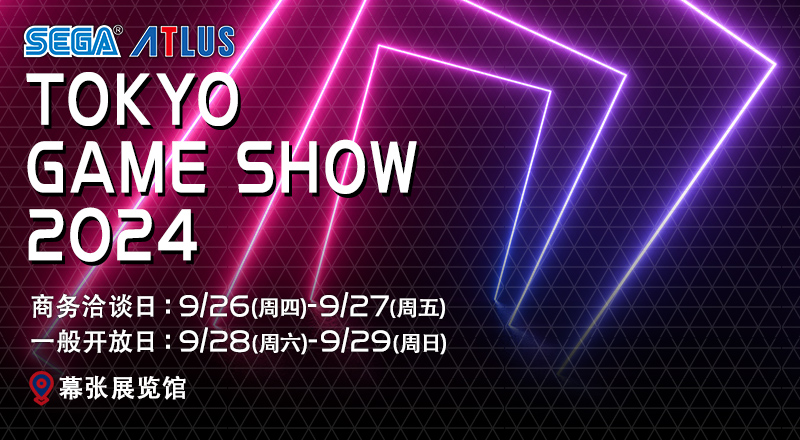 SEGA® ATLUS
TOKYO
GAME SHOW
2024
商务洽谈日：9/26(周四)-9/27(周五)
一般开放日：9/28(周六)-9/29(周日)
幕张展览馆